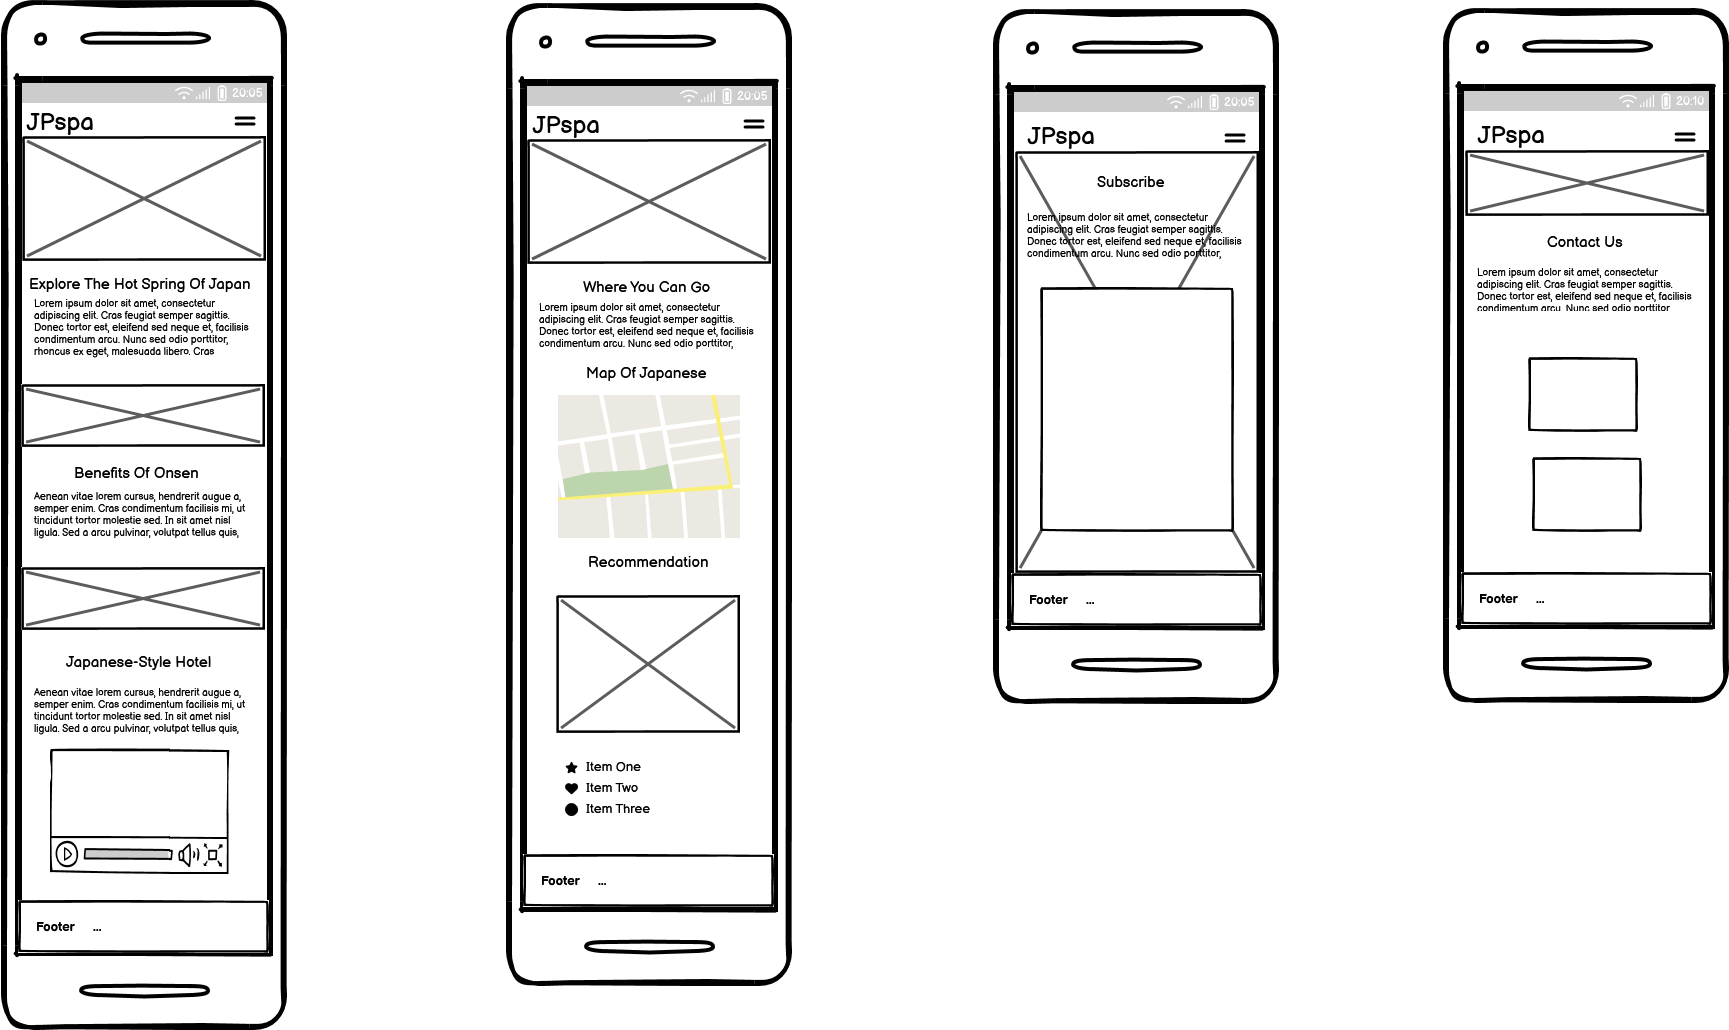 20:05
JPspa
Explore The Hot Spring Of Japan
Lorem ipsum dolor sit amet, consectetur
adipiscing elit. Cras feugiat semper sagittis.
Donec tortor est, eleifend sed neque et, facilisis
condimentum arcu. Nunc sed odio porttitor,
rhoncus ex eget, malesuada libero. Cras
Benefits Of Onsen
Aenean vitae lorem cursus, hendrerit augue a,
semper enim. Cras condimentum facilisis mi, ut
tincidunt tortor molestie sed. In sit amet nisl
ligula. Sed a arcu pulvinar, volutpat tellus quis,
Japanese-Style Hotel
Aenean vitae lorem cursus, hendrerit augue a,
semper enim. Cras condimentum facilisis mi, ut
tincidunt tortor molestie sed. In sit amet nisl
ligula. Sed a arcu pulvinar, volutpat tellus quis,
Footer ...
20:05
JPspa
Where You Can Go
Lorem ipsum dolor sit amet, consectetur
adipiscing elit. Cras feugiat semper sagittis.
Donec tortor est, eleifend sed neque et, facilisis
condimentum arcu. Nunc sed odio porttitor,
Map Of Japanese
Recommendation
Item One
Item Two
Item Three
Footer ...
20:05
JPspa
Subscribe
Lorem ipsum dolor sit amet, consectetur
adipiscing elit. Cras feugiat semper sagittis.
Donec tortor est, eleifend sed neque et, facilisis
condimentum arcu. Nunc sed odio porttitor,
Footer ...
20:10
JPspa
Contact Us
Lorem ipsum dolor sit amet, consectetur
adipiscing elit. Cras feugiat semper sagittis.
Donec tortor est, eleifend sed neque et, facilisis
condimentum arcu. Nunc sed odio porttitor
Footer ...